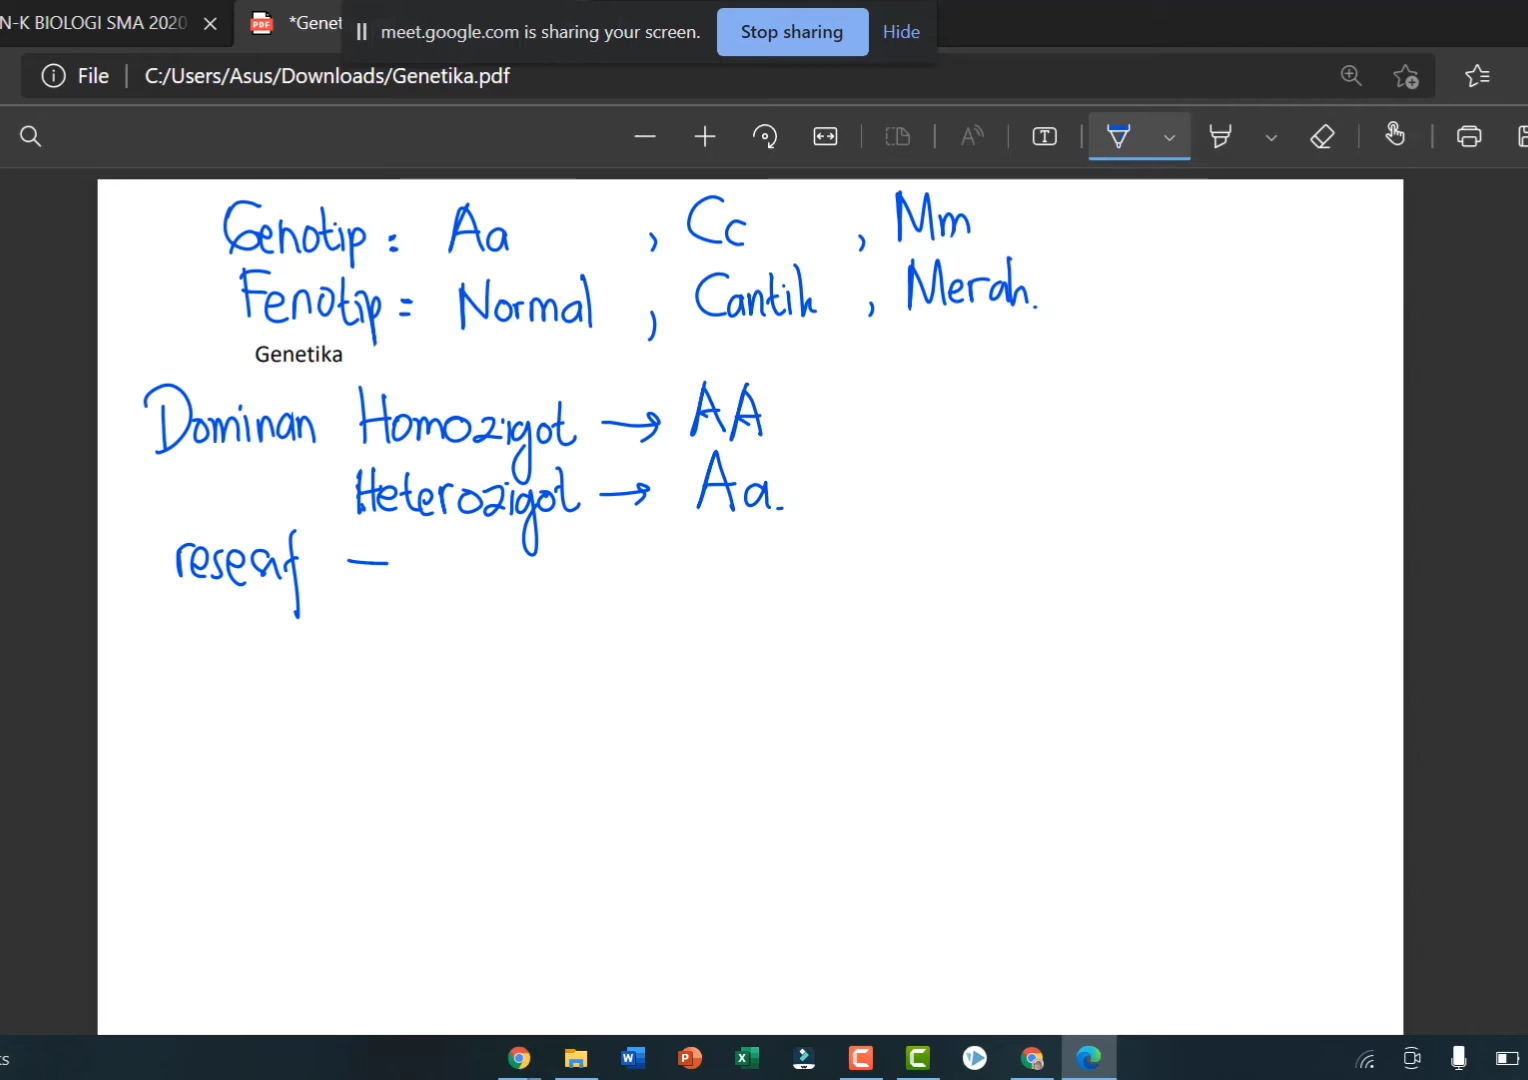 N-K BIOLOGI SMA 2020
*Genet
meet.google.com is sharing your screen.
Stop sharing
Hide
File
C:/Users/Asus/Downloads/Genetika.pdf
Genotip = Aa , Cc , Mm
Fenotip = Normal , Cantik , Merah.
Genetika
Dominan Homozigot → AA
Heterozigot → Aa.
resesif —